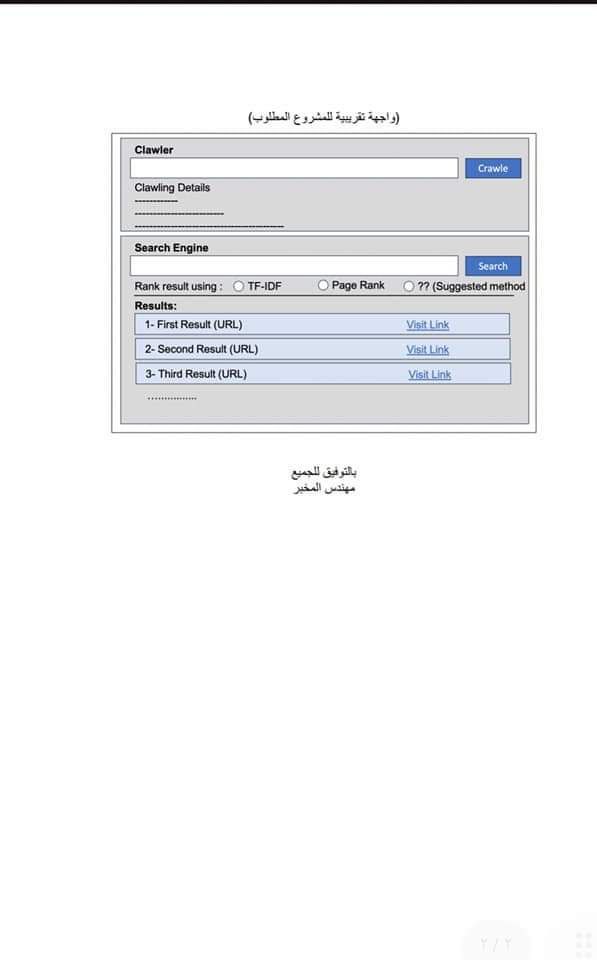 (واجهة تقريبية للمشروع المطلوب)
Clawler
Crawle
Clawling Details
------------
-------------------------
------------------------------------------
Search Engine
Search
Rank result using : TF-IDF Page Rank ?? (Suggested method
Results:
1- First Result (URL) Visit Link
2- Second Result (URL) Visit Link
3- Third Result (URL) Visit Link
...............
بالتوفيق للجميع
مهندس المخبر
٢ / ٢